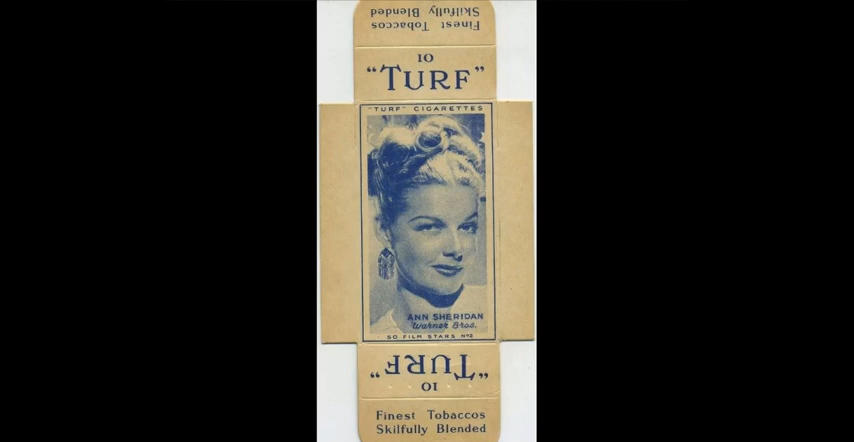 Finest Tobaccos
Skilfully Blended
10
"TURF"
"TURF" CIGARETTES
ANN SHERIDAN
Warner Bros.
50 FILM STARS Nº2
"TURF"
10
Finest Tobaccos
Skilfully Blended